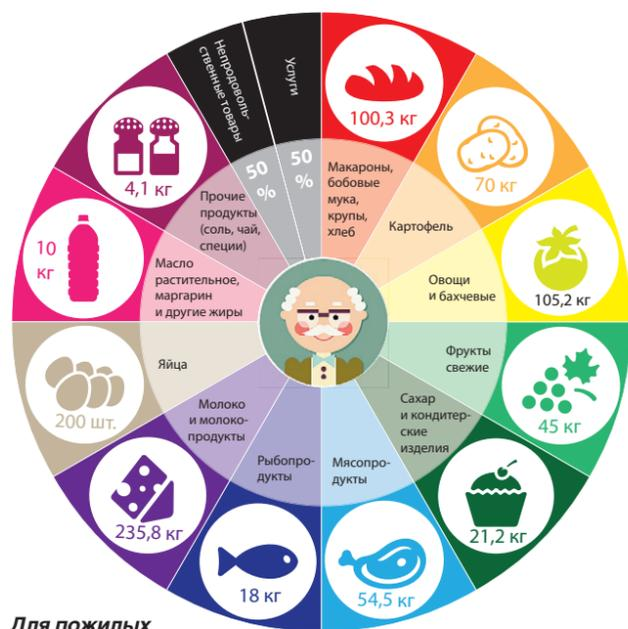 Непродоволь-
ственные товары
Услуги
50
%
50
%
100,3 кг
Макароны,
бобовые
мука,
крупы,
хлеб
70 кг
Картофель
105,2 кг
Овощи
и бахчевые
45 кг
Фрукты
свежие
21,2 кг
Сахар
и кондитер-
ские
изделия
54,5 кг
Мясопро-
дукты
18 кг
Рыбопро-
дукты
235,8 кг
Молоко
и молоко-
продукты
200 шт.
Яйца
10
кг
Масло
растительное,
маргарин
и другие жиры
4,1 кг
Прочие
продукты
(соль, чай,
специи)
Для пожилых